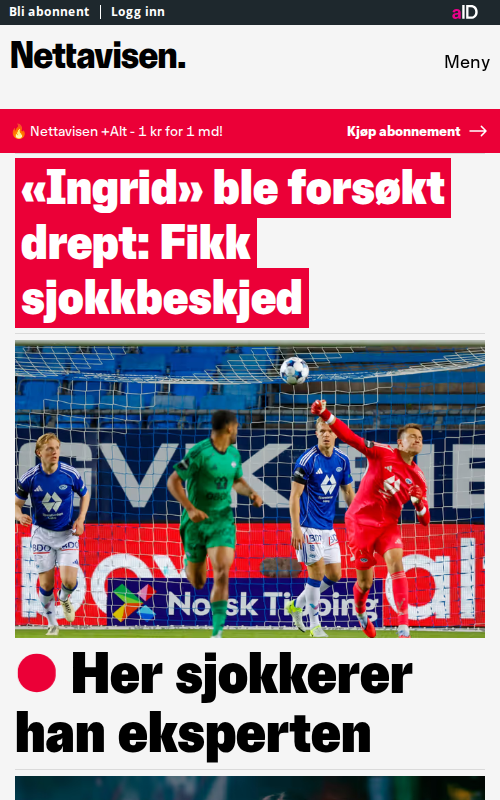 Bli abonnent
Logg inn
aID
Nettavisen.
Meny
🔥 Nettavisen +Alt - 1 kr for 1 md!
Kjøp abonnement →
«Ingrid» ble forsøkt
drept: Fikk
sjokkbeskjed
Norsk Tipping
Her sjokkerer
han eksperten